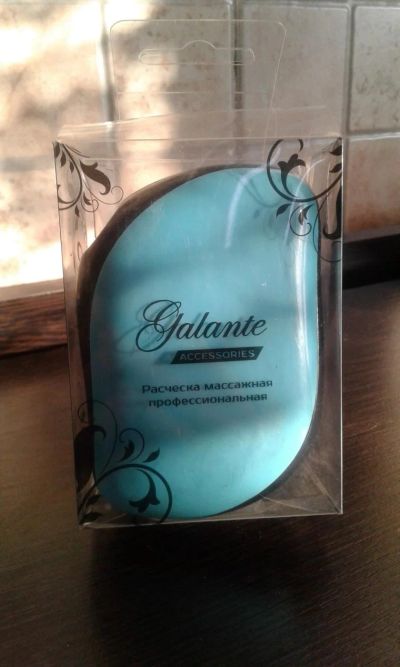 Galante
ACCESSORIES
Расческа массажная
профессиональная